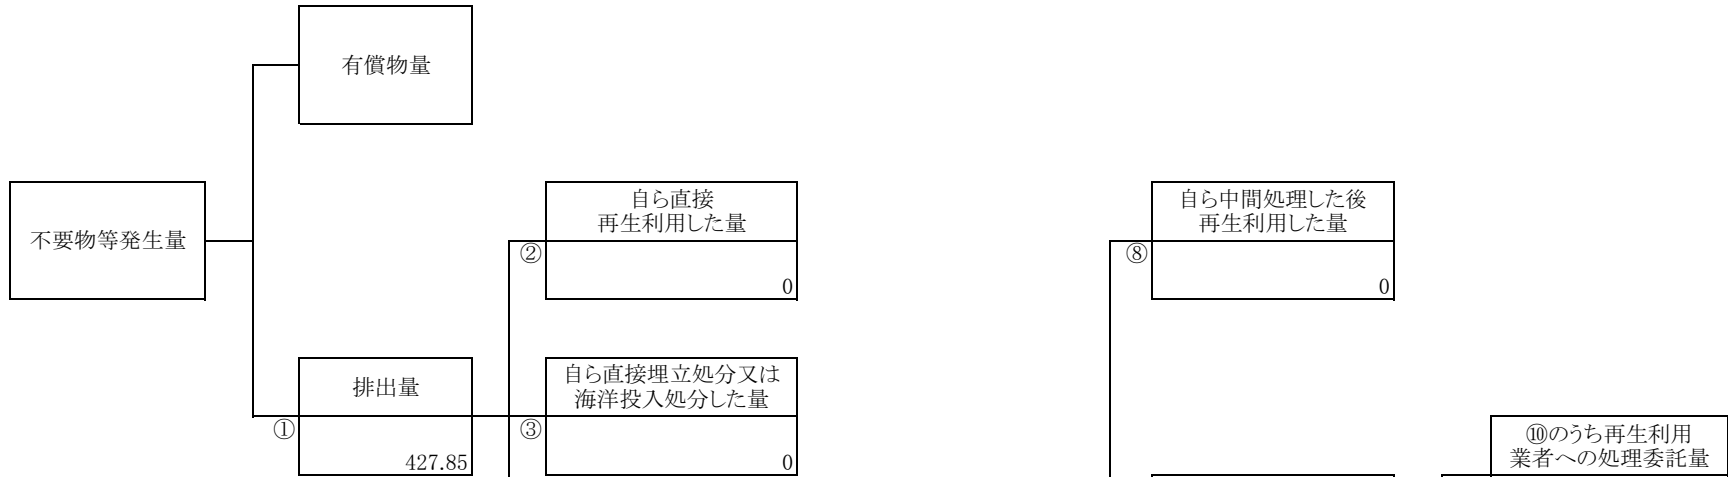 有償物量
不要物等発生量
自ら直接
再生利用した量
②
0
自ら中間処理した後
再生利用した量
⑧
0
排出量
①
427.85
自ら直接埋立処分又は
海洋投入処分した量
③
0
⑩のうち再生利用
業者への処理委託量